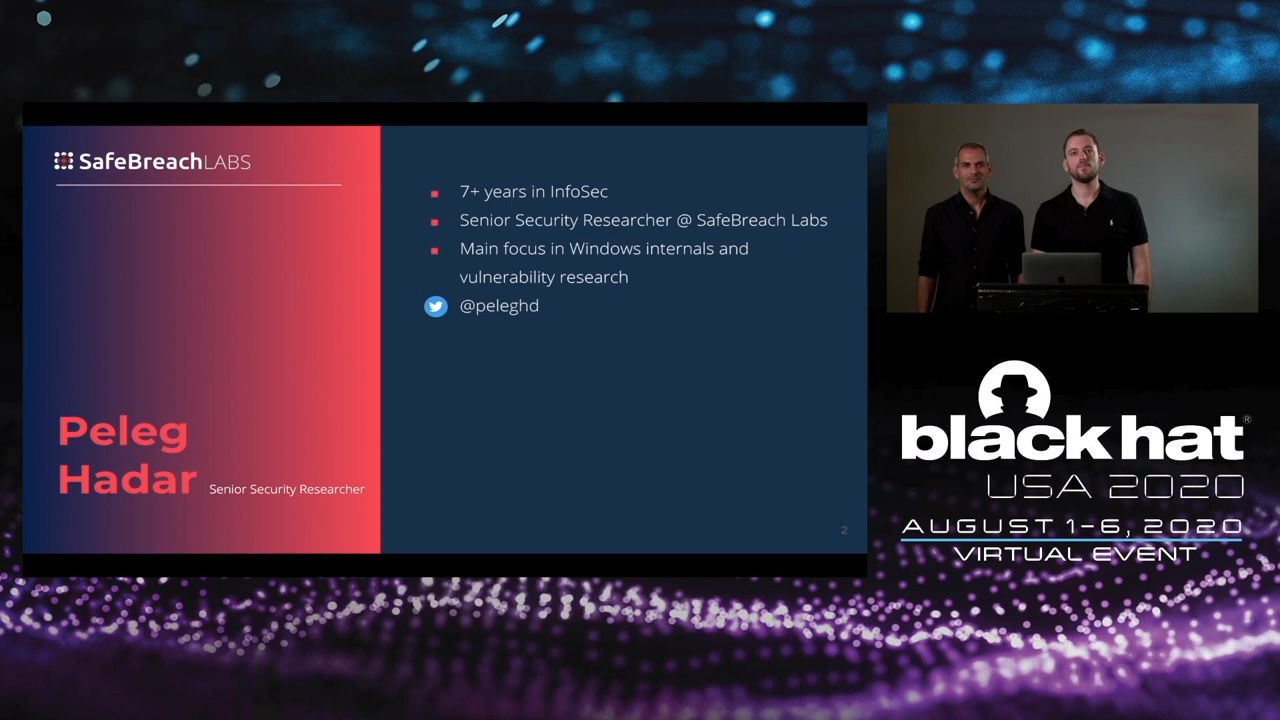 SafeBreachLABS
7+ years in InfoSec
Senior Security Researcher @ SafeBreach Labs
Main focus in Windows internals and
vulnerability research
@peleghd
Peleg
Hadar
Senior Security Researcher
2
black hat®
USA 2020
AUGUST 1-6, 2020
VIRTUAL EVENT